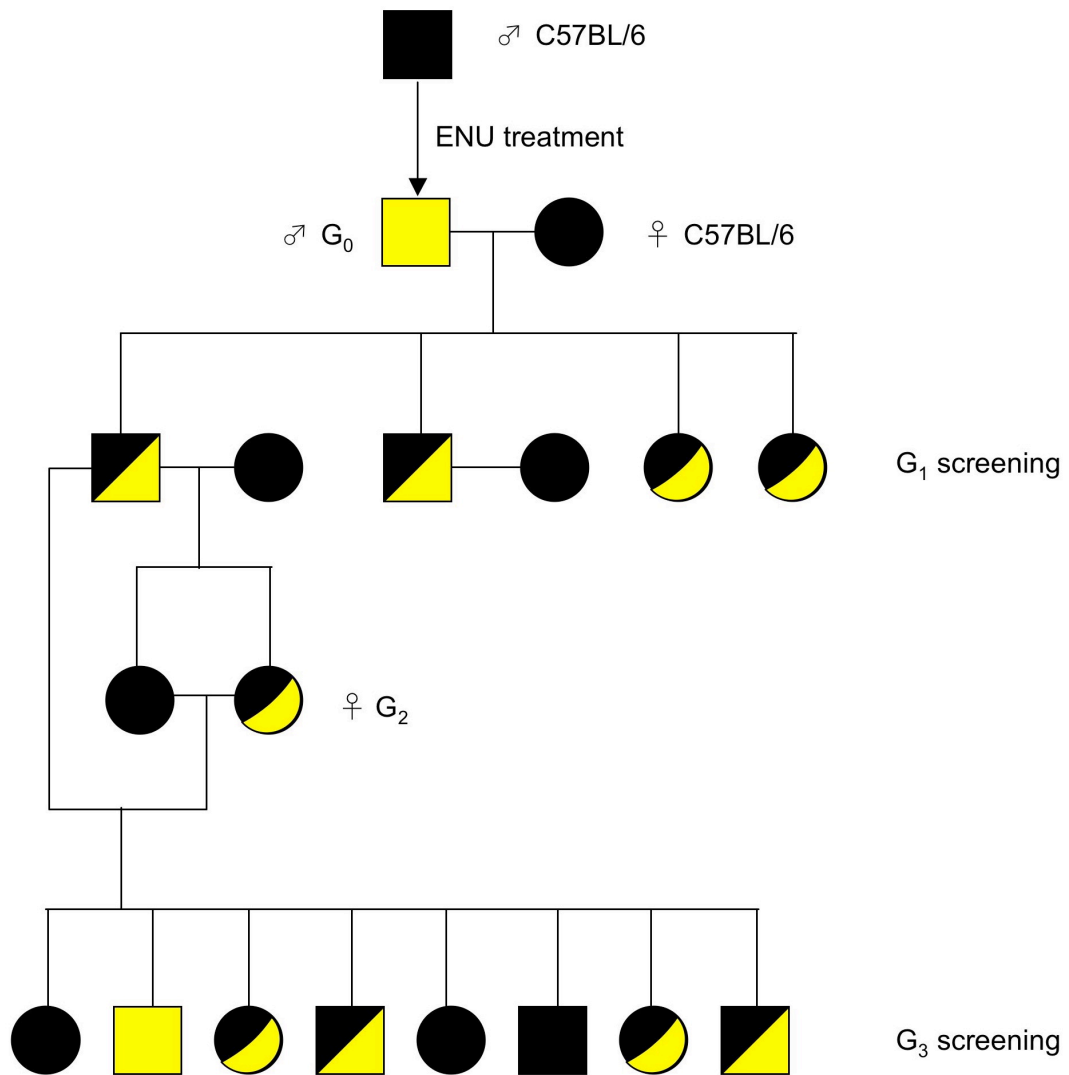 ♂ C57BL/6
ENU treatment
♂ G₀
♀ C57BL/6
G₁ screening
♀ G₂
G₃ screening